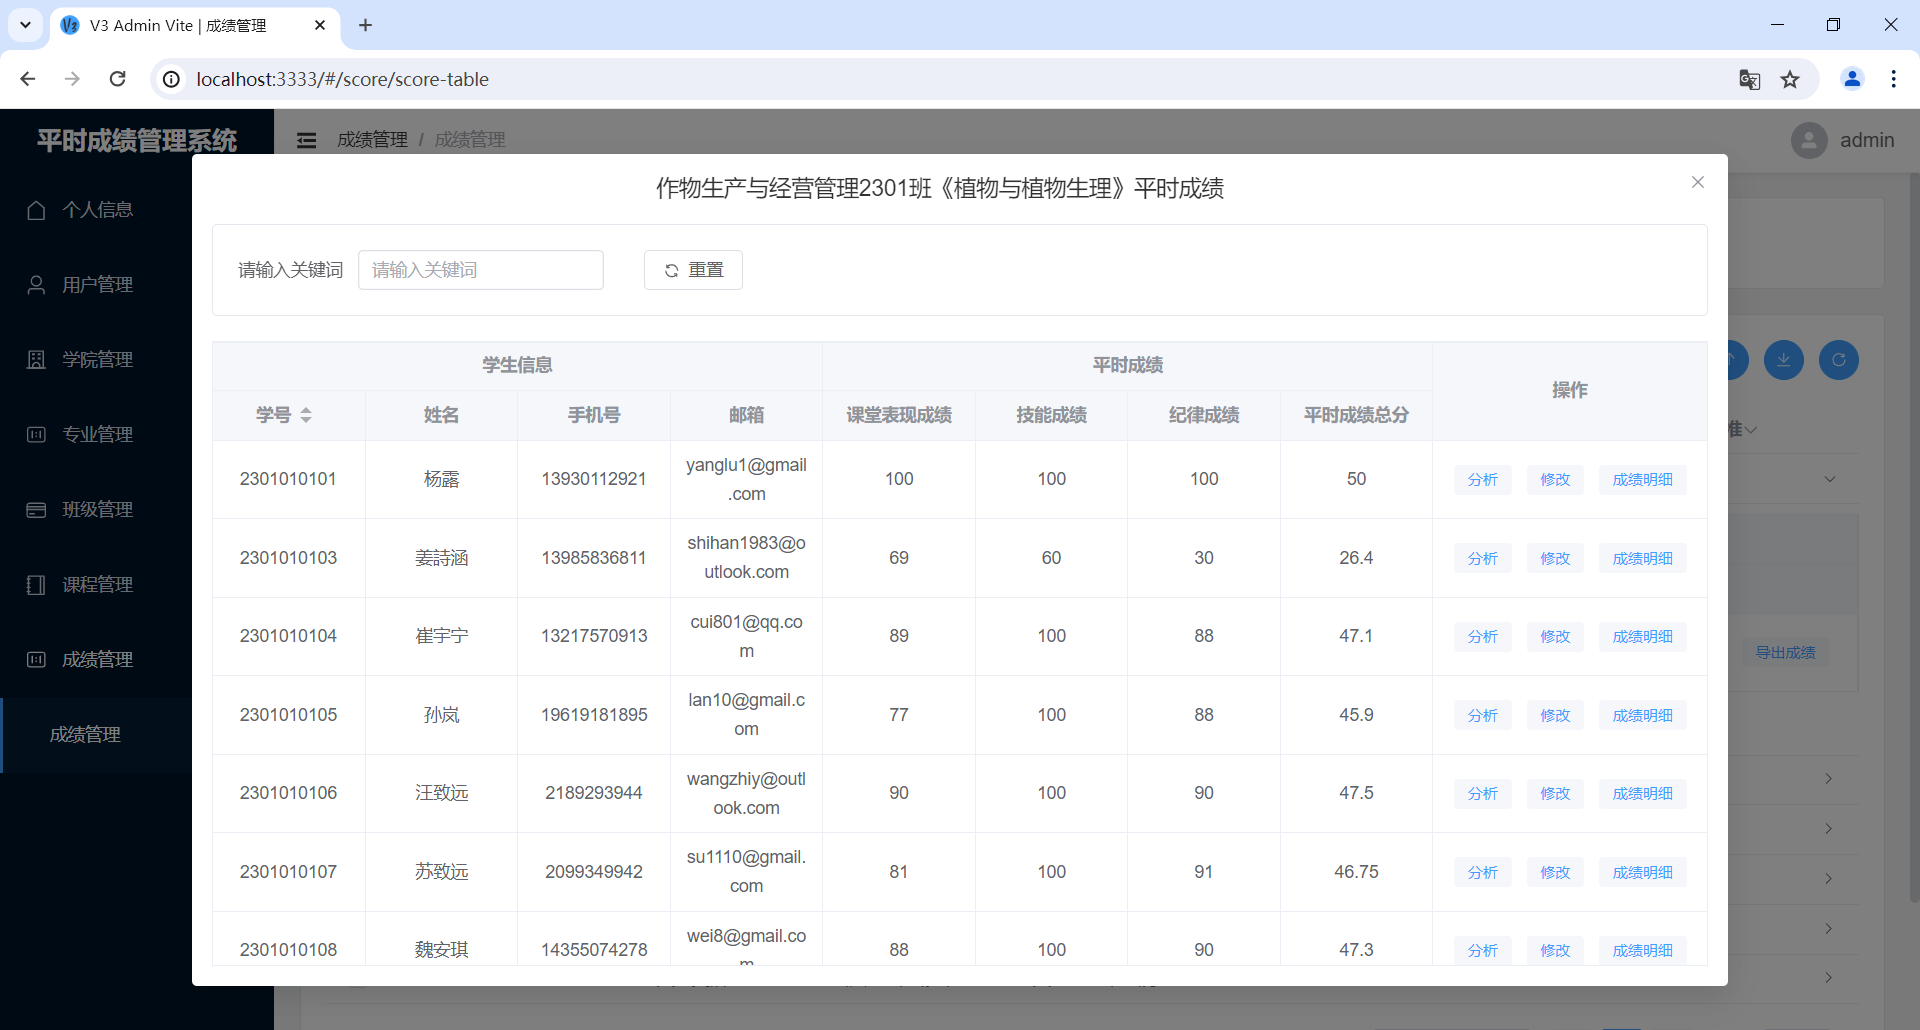 V3 Admin Vite | 成绩管理
localhost:3333/#/score/score-table
平时成绩管理系统
成绩管理 / 成绩管理
admin
个人信息
用户管理
学院管理
专业管理
班级管理
课程管理
成绩管理
成绩管理
作物生产与经营管理2301班《植物与植物生理》平时成绩
请输入关键词 请输入关键词 重置
学生信息 平时成绩 操作
学号 姓名 手机号 邮箱 课堂表现成绩 技能成绩 纪律成绩 平时成绩总分
2301010101 杨露 13930112921 yanglu1@gmail
.com 100 100 100 50 分析 修改 成绩明细
2301010103 姜詩涵 13985836811 shihan1983@o
utlook.com 69 60 30 26.4 分析 修改 成绩明细
2301010104 崔宇宁 13217570913 cui801@qq.co
m 89 100 88 47.1 分析 修改 成绩明细
2301010105 孙岚 19619181895 lan10@gmail.c
om 77 100 88 45.9 分析 修改 成绩明细
2301010106 汪致远 2189293944 wangzhiy@outl
ook.com 90 100 90 47.5 分析 修改 成绩明细
2301010107 苏致远 2099349942 su1110@gmail.
com 81 100 91 46.75 分析 修改 成绩明细
2301010108 魏安琪 14355074278 wei8@gmail.co
m 88 100 90 47.3 分析 修改 成绩明细
准
导出成绩